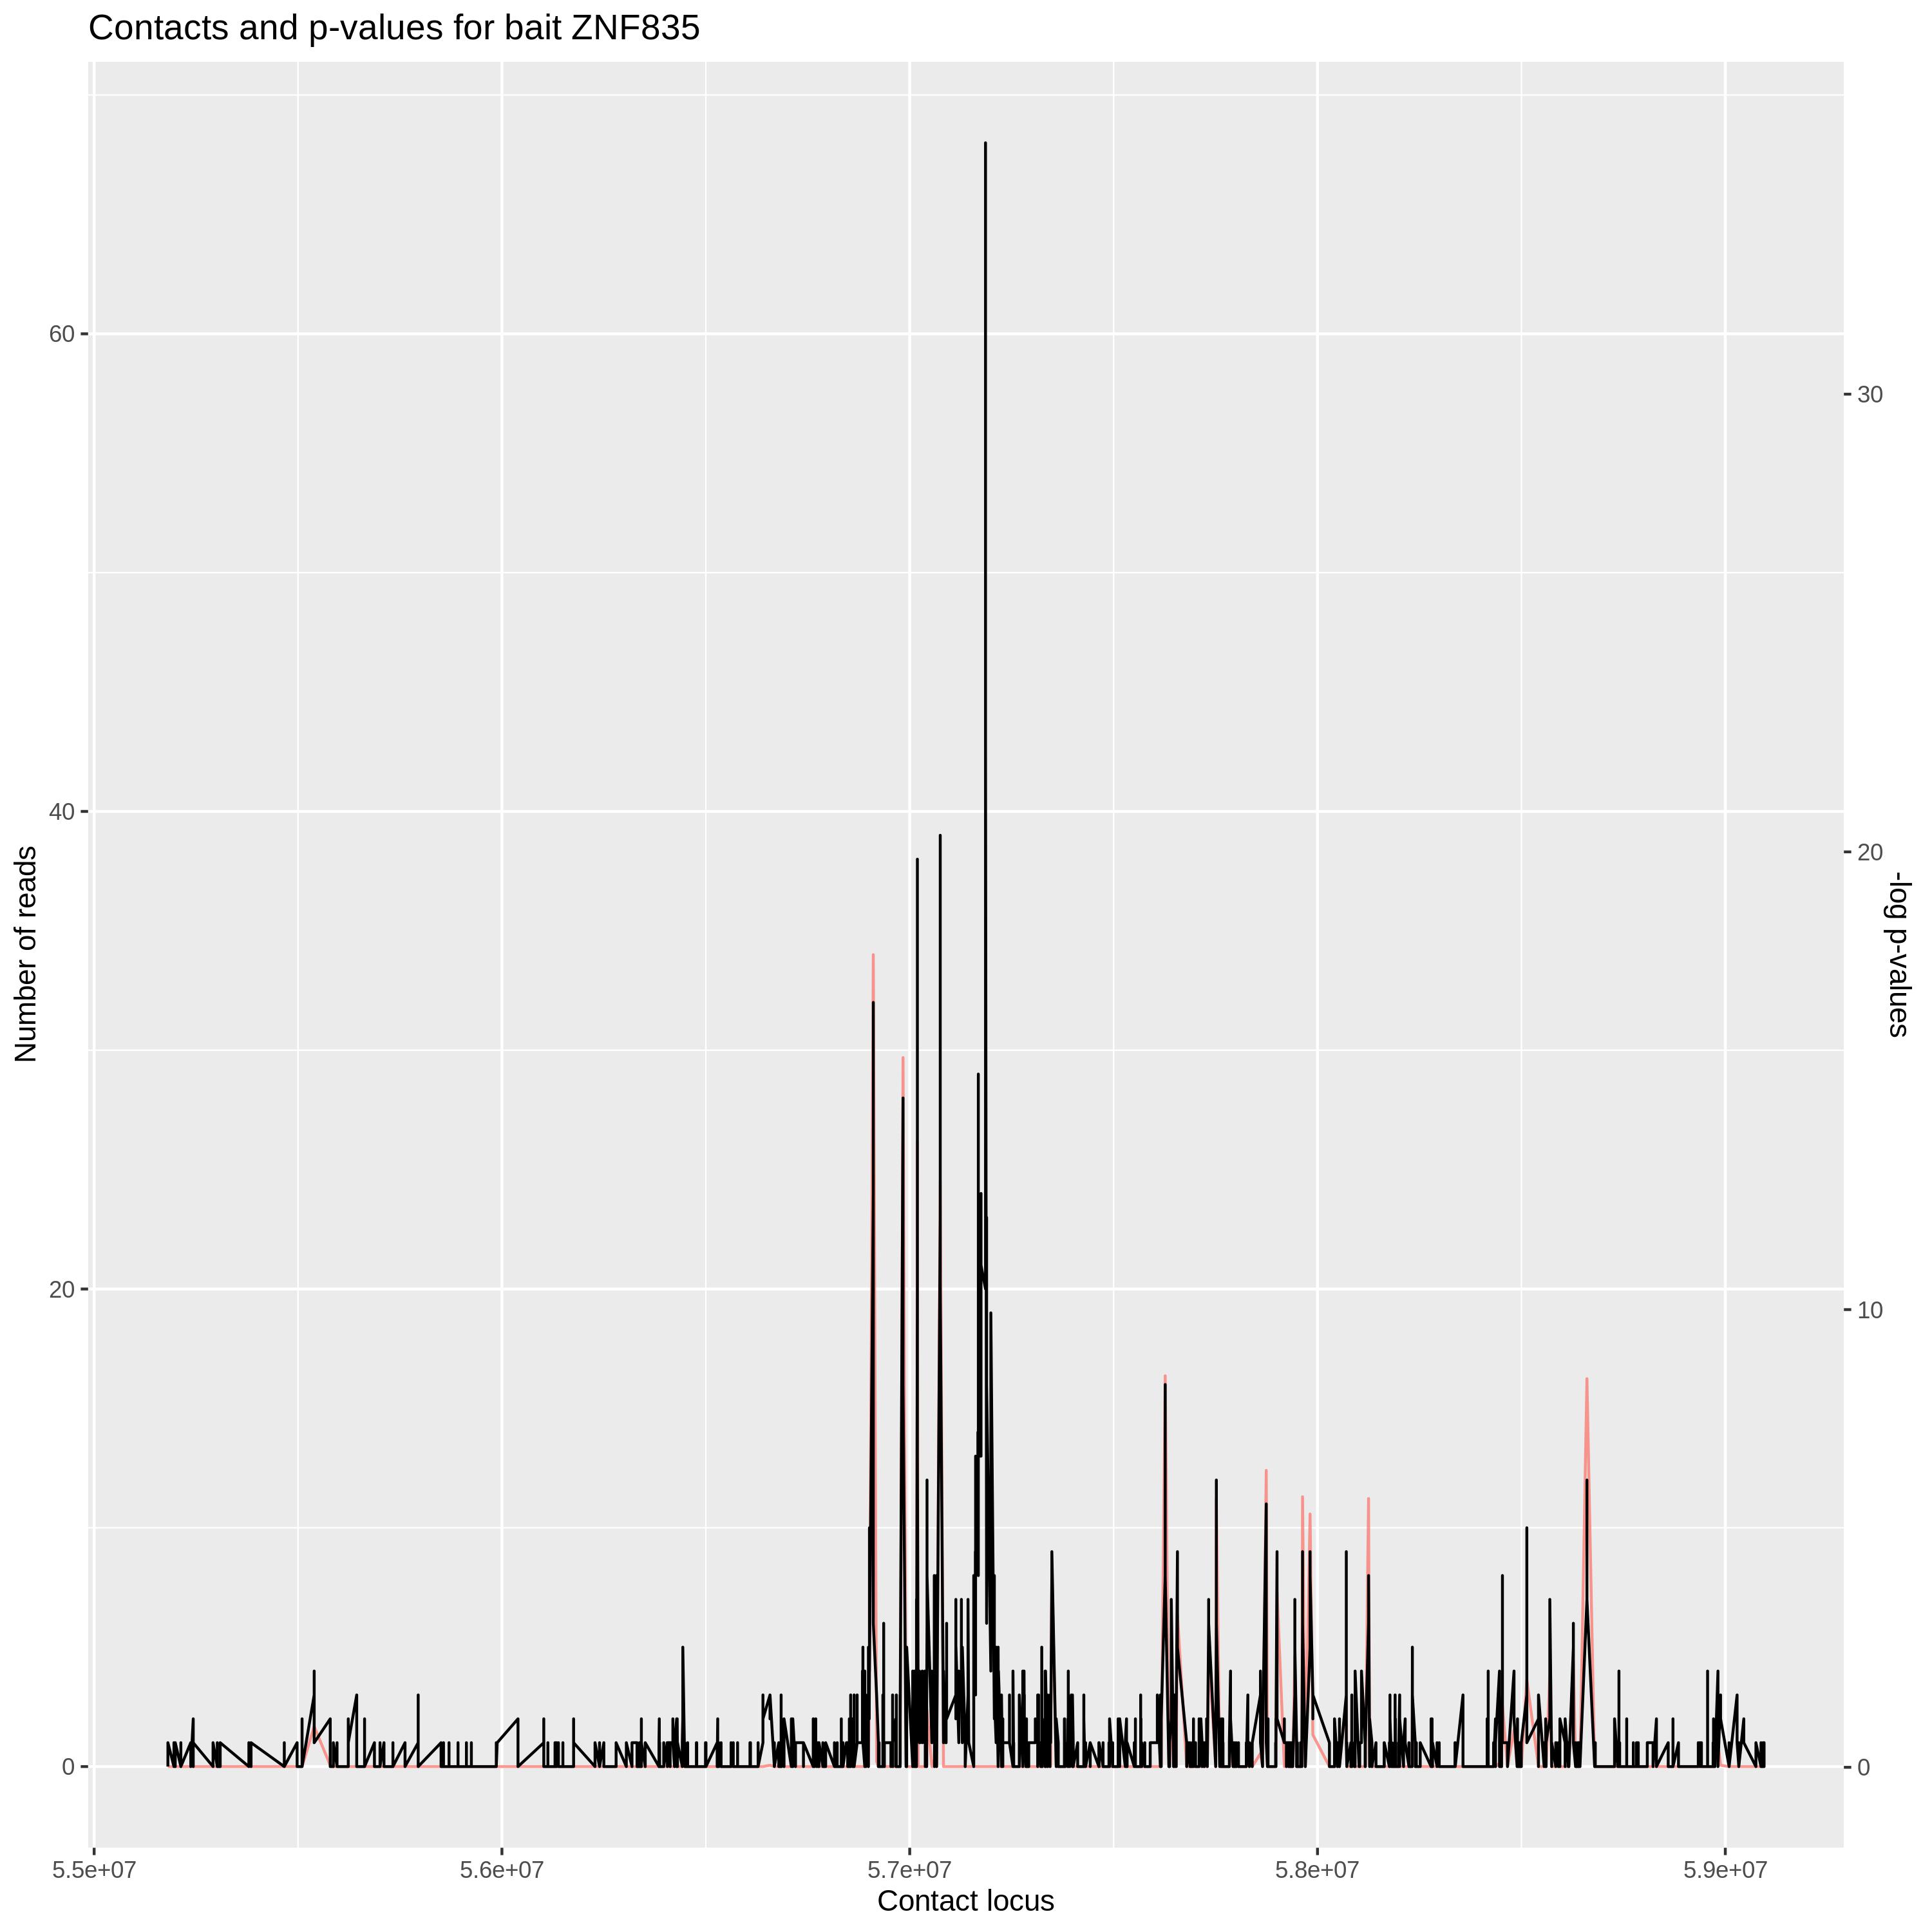 Contacts and p-values for bait ZNF835
Number of reads
60
40
20
0
30
20
10
0
-log p-values
5.5e+07 5.6e+07 5.7e+07 5.8e+07 5.9e+07
Contact locus